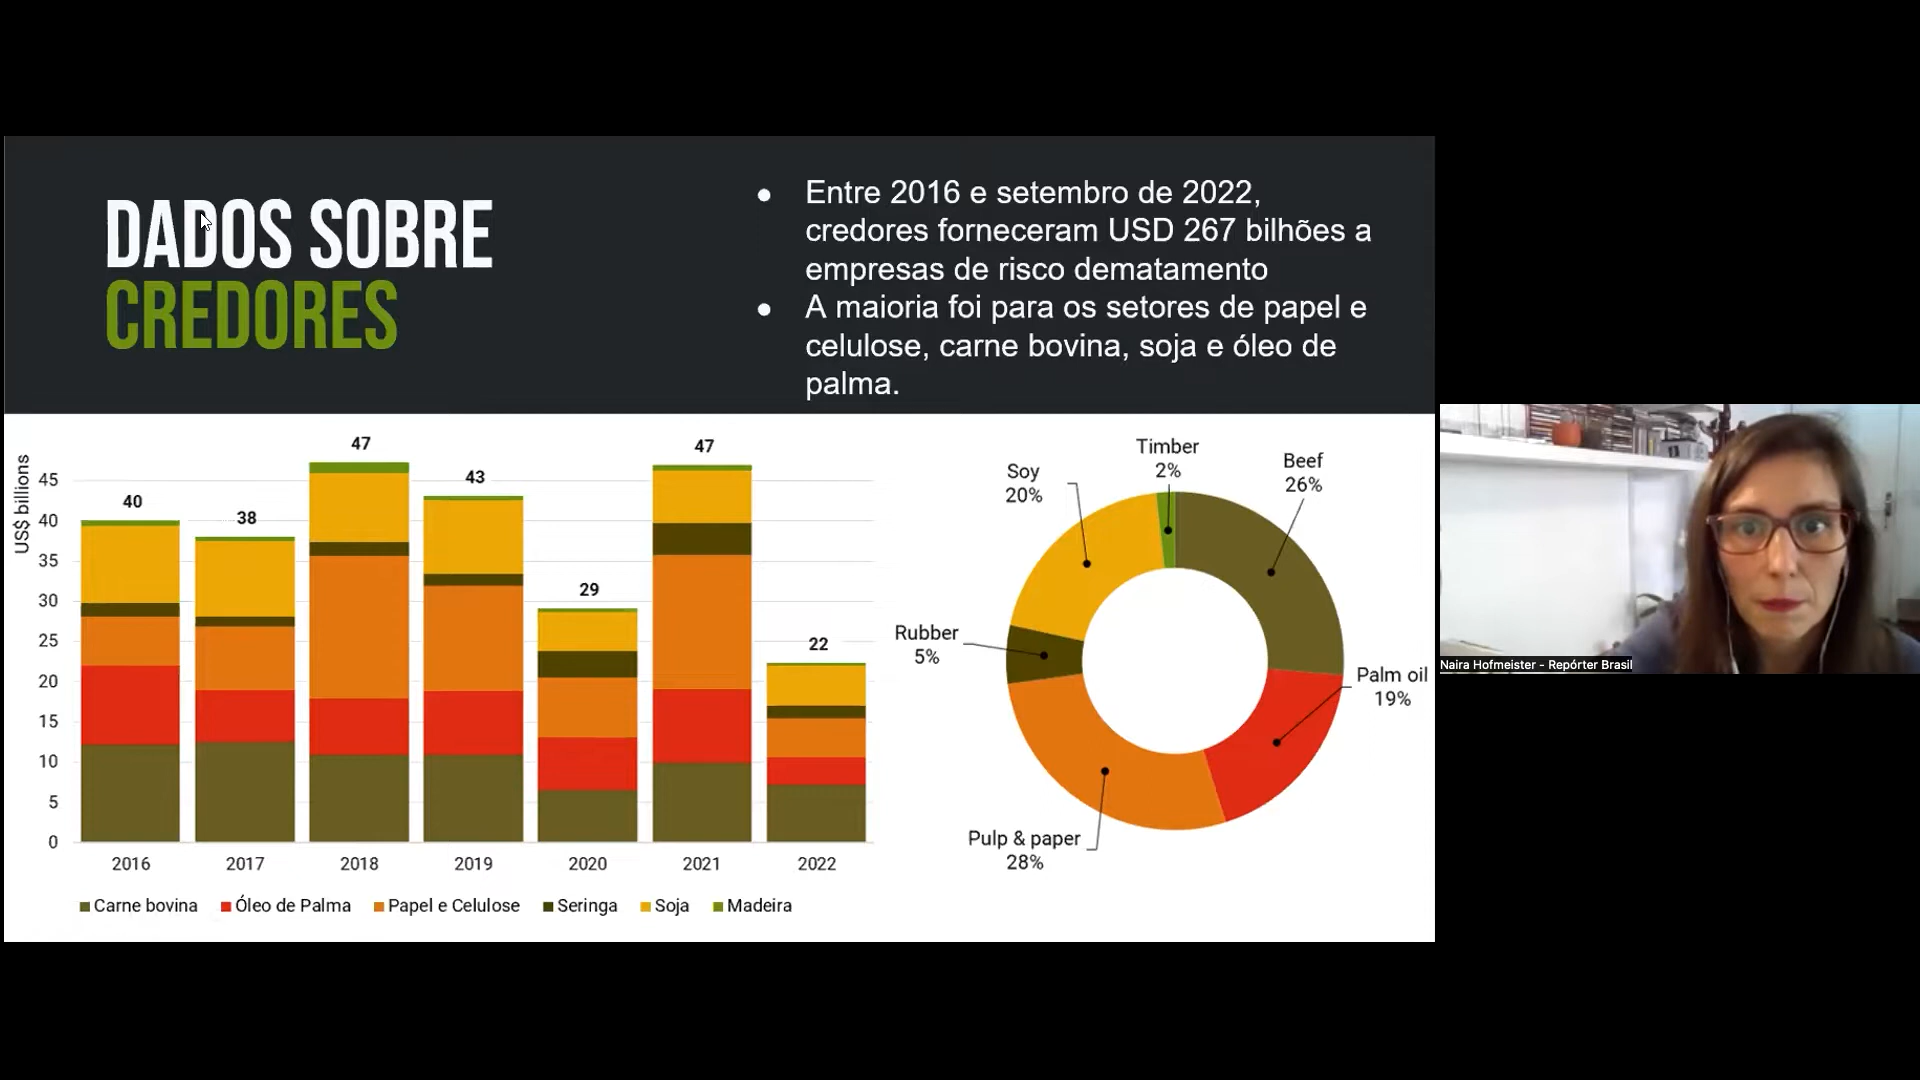 DADOS SOBRE
CREDORES
● Entre 2016 e setembro de 2022,
credores forneceram USD 267 bilhões a
empresas de risco dematamento
● A maioria foi para os setores de papel e
celulose, carne bovina, soja e óleo de
palma.
US$ billions
45
40
35
30
25
20
15
10
5
0
40
38
47
43
29
47
22
2016
2017
2018
2019
2020
2021
2022
Carne bovina
Óleo de Palma
Papel e Celulose
Seringa
Soja
Madeira
Timber
2%
Beef
26%
Soy
20%
Rubber
5%
Palm oil
19%
Pulp & paper
28%
Naira Hofmeister - Repórter Brasil